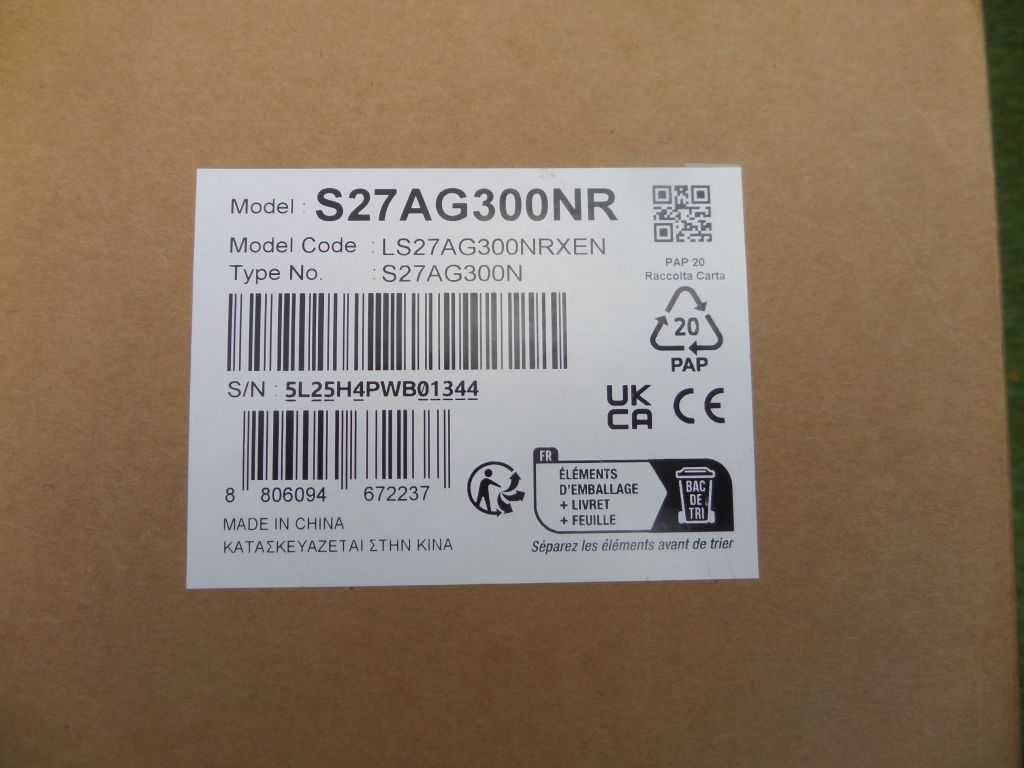 Model : S27AG300NR
Model Code : LS27AG300NRXEN
Type No. : S27AG300N
PAP 20
Raccolta Carta
20
PAP
S/N : 5L25H4PWB01344
UK
CA
CE
8 806094 672237
FR
ÉLÉMENTS
D'EMBALLAGE
+ LIVRET
+ FEUILLE
BAC
DE
TRI
Séparez les éléments avant de trier
MADE IN CHINA
ΚΑΤΑΣΚΕΥΑΖΕΤΑΙ ΣΤΗΝ ΚΙΝΑ